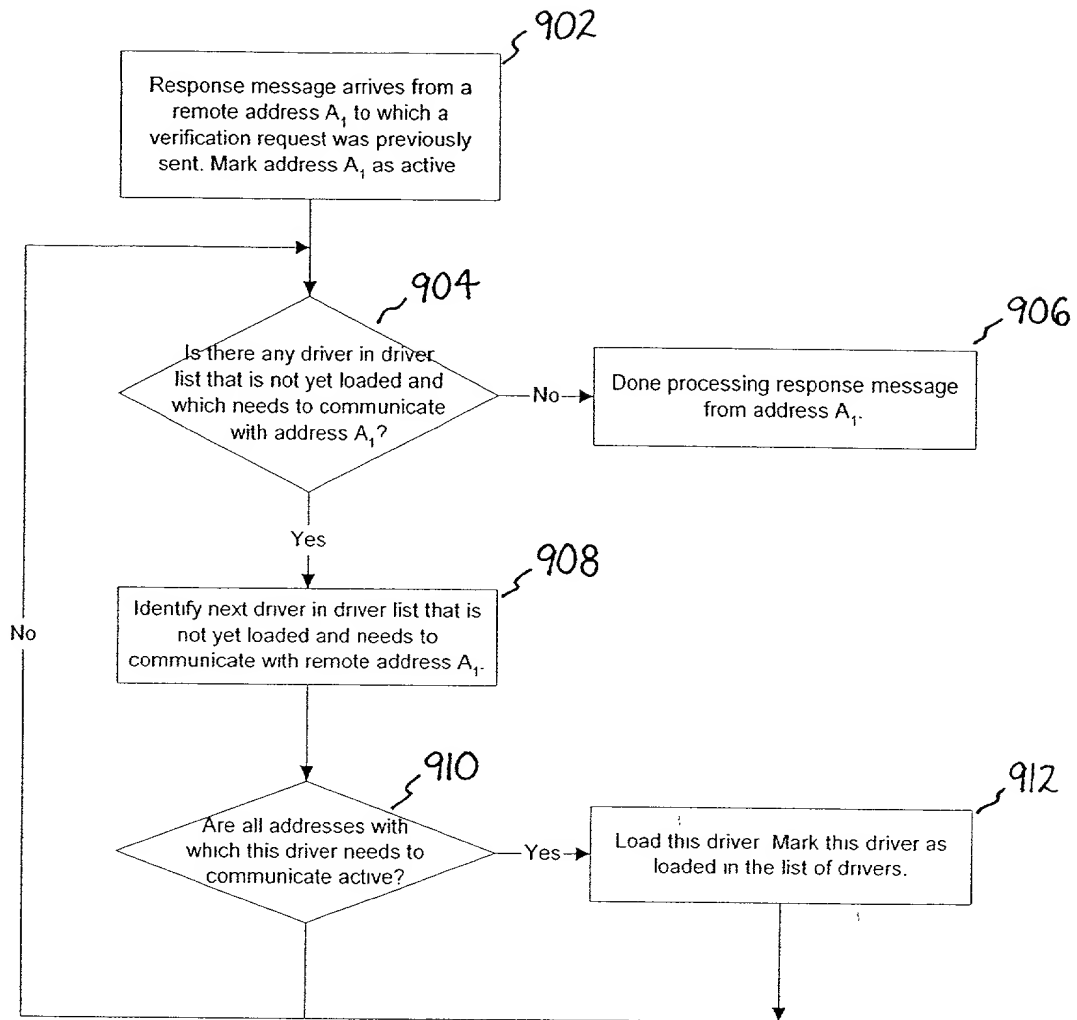 902
Response message arrives from a
remote address A1 to which a
verification request was previously
sent. Mark address A1 as active
904
Is there any driver in driver
list that is not yet loaded and
which needs to communicate
with address A1?
No
906
Done processing response message
from address A1.
Yes
908
Identify next driver in driver list that is
not yet loaded and needs to
communicate with remote address A1.
No
910
Are all addresses with
which this driver needs to
communicate active?
Yes
912
Load this driver Mark this driver as
loaded in the list of drivers.